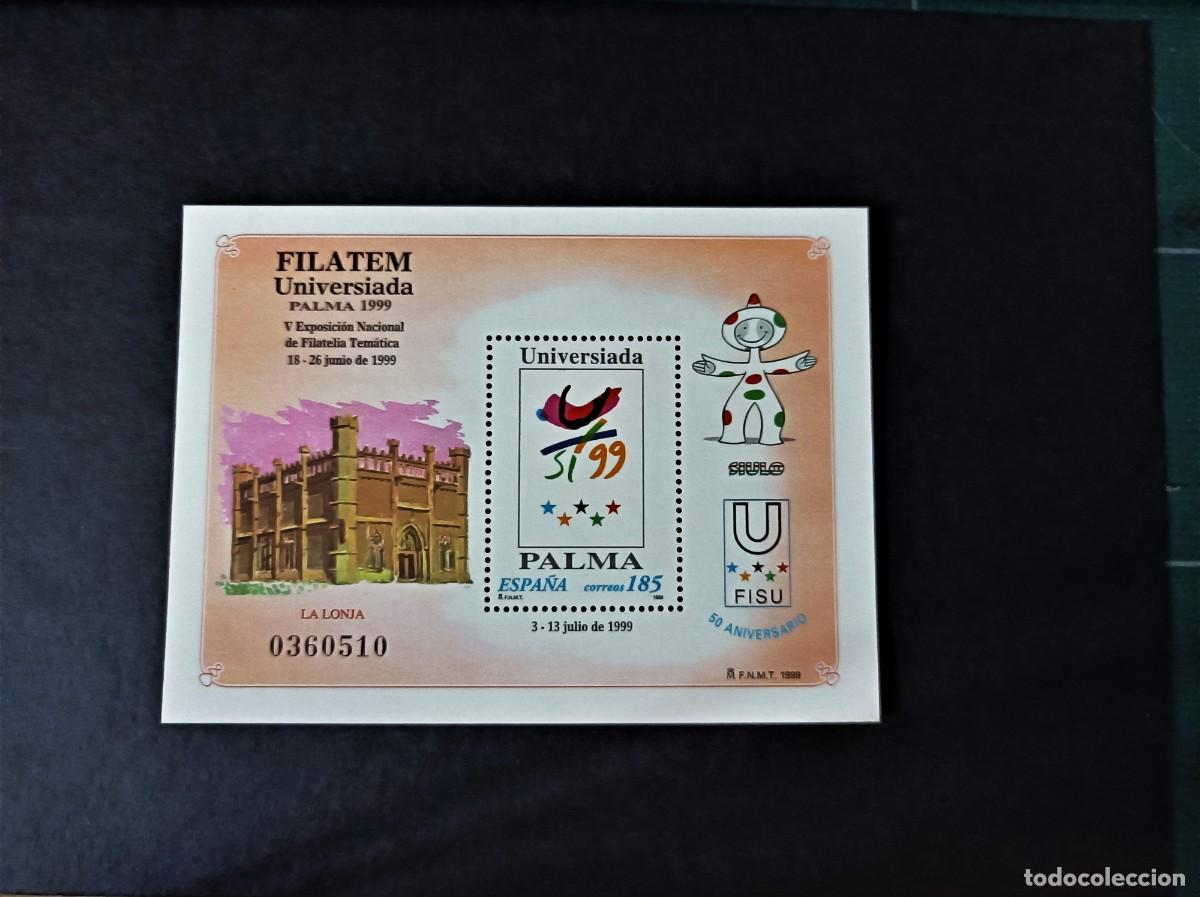 FILATEM
Universiada
PALMA 1999
V Exposición Nacional
de Filatelia Temática
18 - 26 junio de 1999
LA LONJA
0360510
Universiada
99
PALMA
ESPAÑA correos 185
F.N.M.T. 1999
3 - 13 julio de 1999
SIULO
U
FISU
50 ANIVERSARIO
F.N.M.T. 1999
todocoleccion